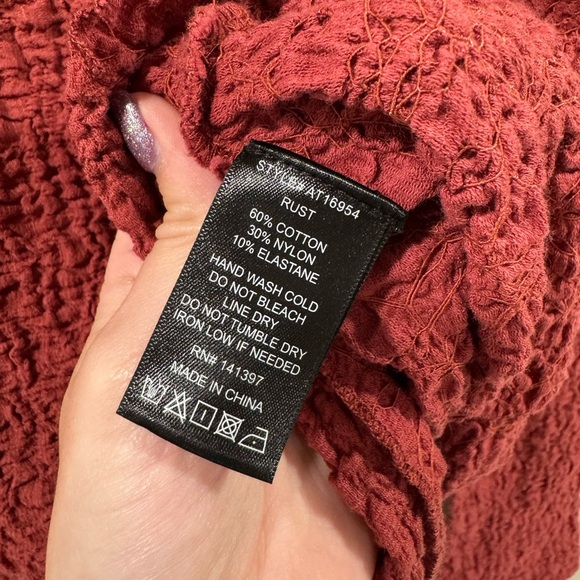 STYLE# AT16954
RUST
60% COTTON
30% NYLON
10% ELASTANE
HAND WASH COLD
DO NOT BLEACH
LINE DRY
DO NOT TUMBLE DRY
IRON LOW IF NEEDED
RN# 141397
MADE IN CHINA